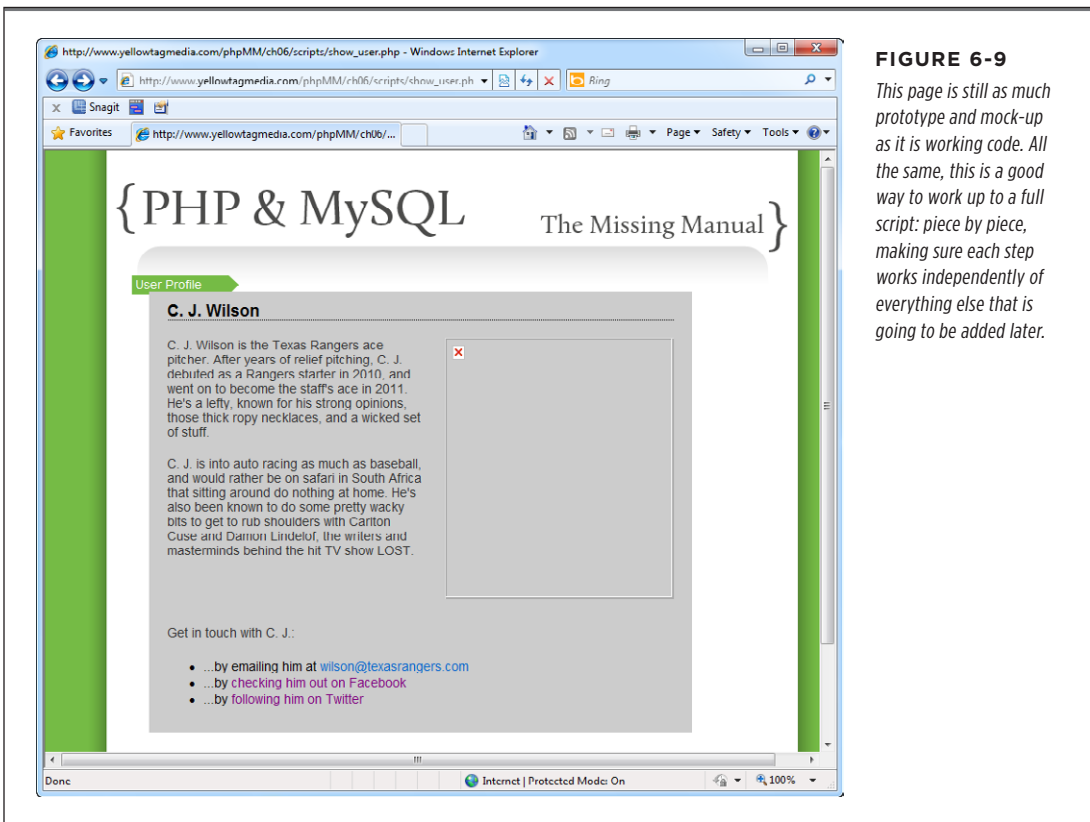 http://www.yellowtagmedia.com/phpMM/ch06/scripts/show_user.php - Windows Internet Explorer
http://www.yellowtagmedia.com/phpMM/ch06/scripts/show_user.ph
Bing
x Snagit
Favorites
http://www.yellowtagmedia.com/phpMM/ch06/...
Page Safety Tools
{PHP & MySQL
The Missing Manual}
User Profile
C. J. Wilson
C. J. Wilson is the Texas Rangers ace
pitcher. After years of relief pitching, C. J.
debuted as a Rangers starter in 2010, and
went on to become the staff's ace in 2011.
He's a lefty, known for his strong opinions,
those thick ropy necklaces, and a wicked set
of stuff.
C. J. is into auto racing as much as baseball,
and would rather be on safari in South Africa
that sitting around do nothing at home. He's
also been known to do some pretty wacky
bits to get to rub shoulders with Carlton
Cuse and Damon Lindelof, the writers and
masterminds behind the hit TV show LOST.
Get in touch with C. J.:
• ...by emailing him at wilson@texasrangers.com
• ...by checking him out on Facebook
• ...by following him on Twitter
Done
Internet | Protected Mode: On
100%
FIGURE 6-9
This page is still as much
prototype and mock-up
as it is working code. All
the same, this is a good
way to work up to a full
script: piece by piece,
making sure each step
works independently of
everything else that is
going to be added later.